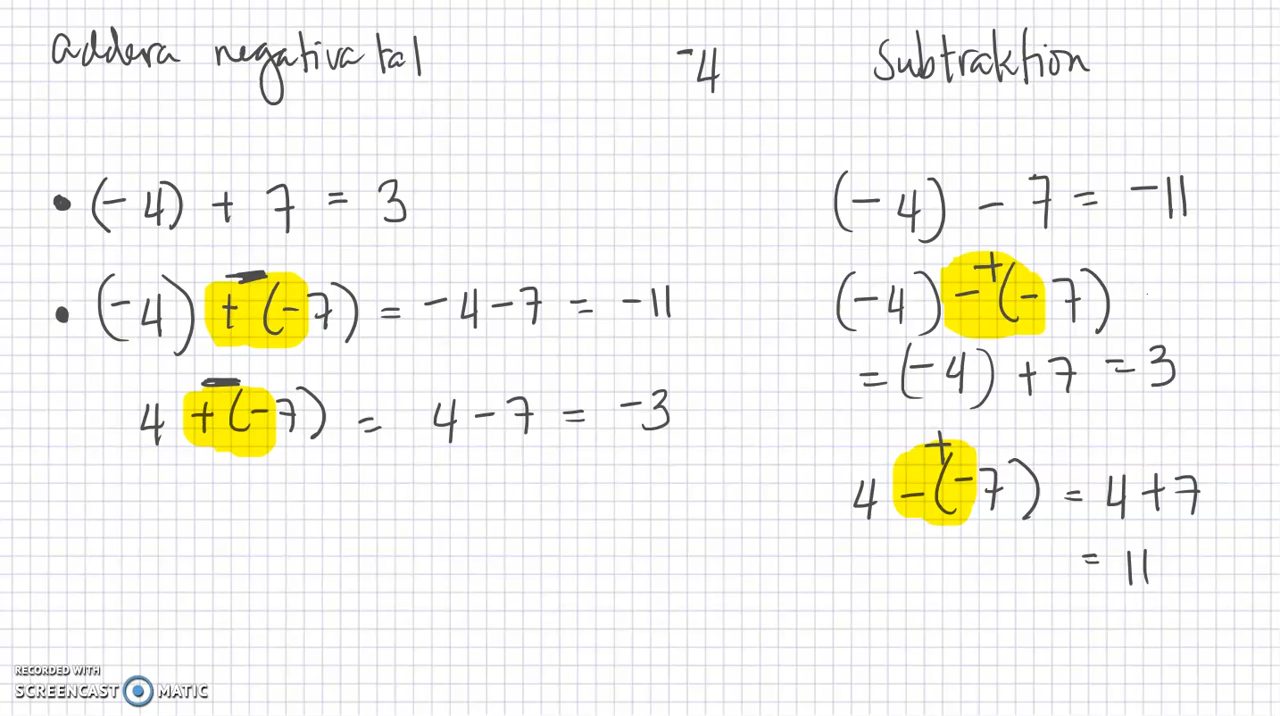 addera negativa tal
-4
Subtraktion
• (-4) + 7 = 3
• (-4) + (-7) = -4-7 = -11
-
4 + (-7) = 4-7 = -3
-
(-4) - 7 = -11
(-4) - (-7)
+
= (-4) + 7 = 3
4 - (-7) = 4+7
+
= 11
RECORDED WITH
SCREENCAST MATIC